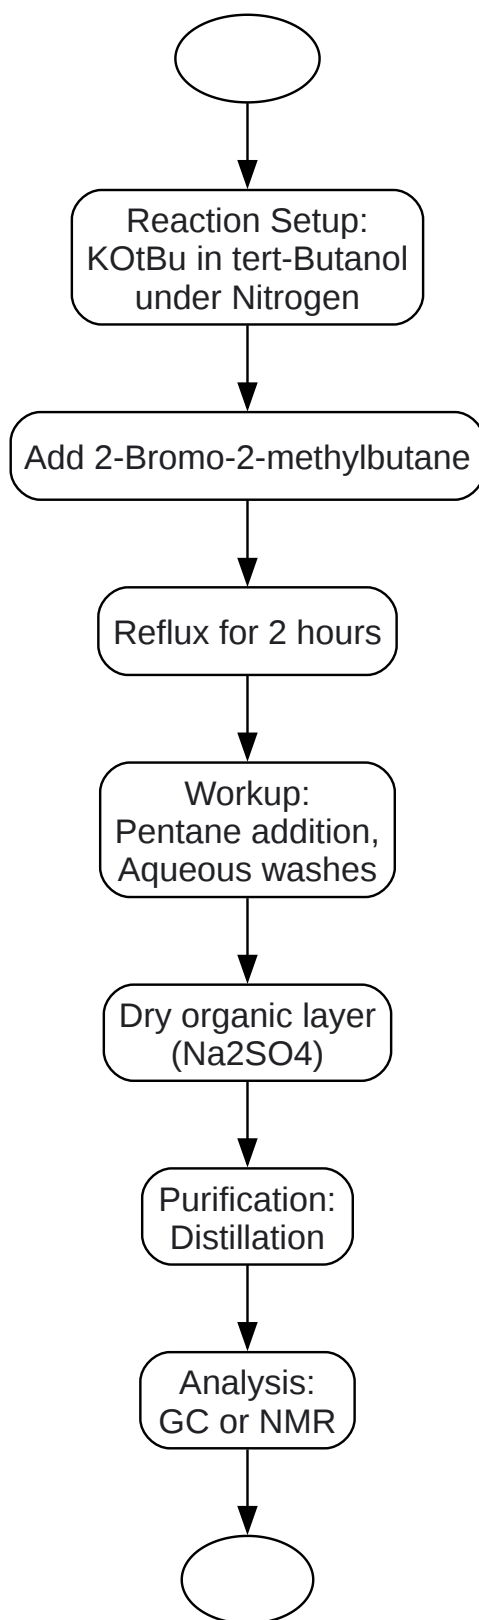 Reaction Setup:
KOtBu in tert-Butanol
under Nitrogen
Add 2-Bromo-2-methylbutane
Reflux for 2 hours
Workup:
Pentane addition,
Aqueous washes
Dry organic layer
(Na2SO4)
Purification:
Distillation
Analysis:
GC or NMR